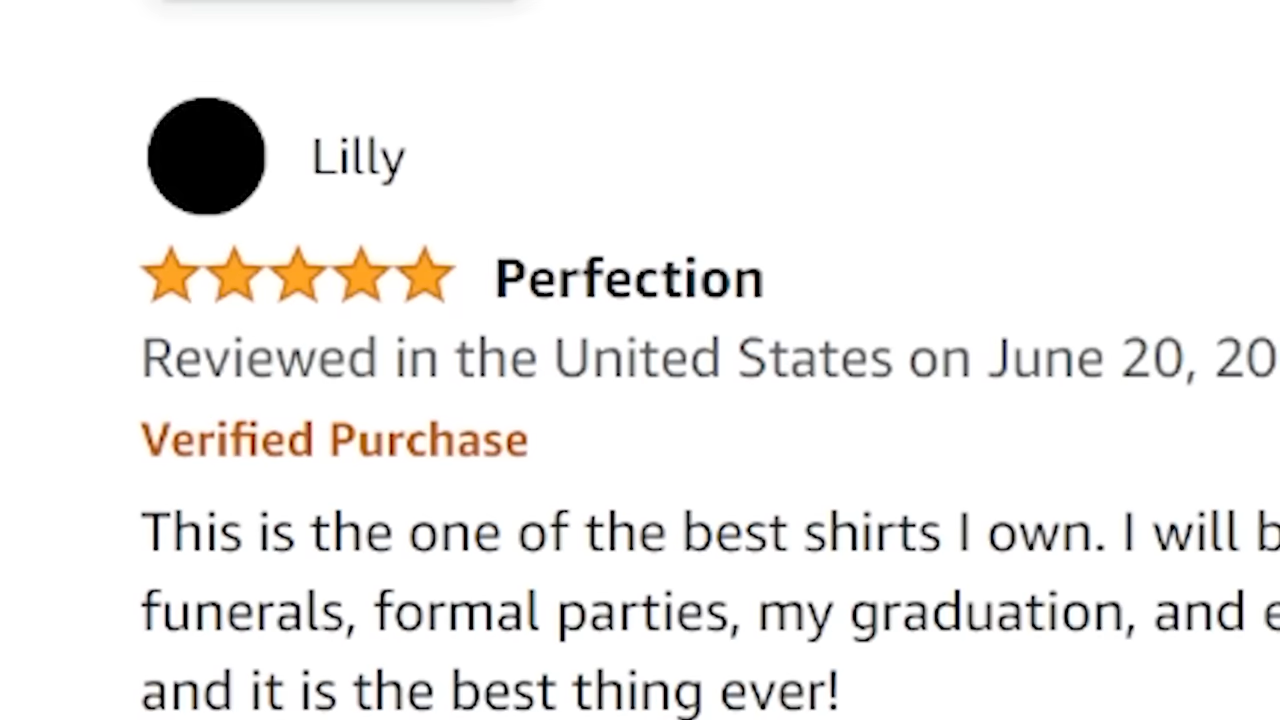 Lilly
Perfection
Reviewed in the United States on June 20, 20
Verified Purchase
This is the one of the best shirts I own. I will b
funerals, formal parties, my graduation, and e
and it is the best thing ever!